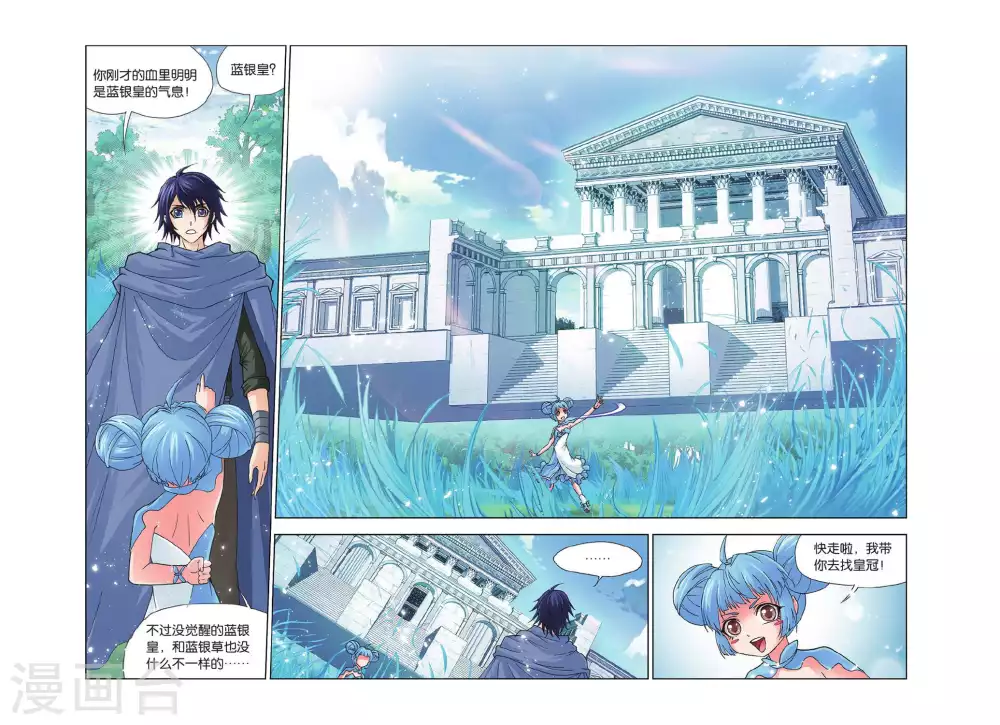 你刚才的血里明明
是蓝银皇的气息！
蓝银皇？
不过没觉醒的蓝银
皇，和蓝银草也没
什么不一样的……
……
快走啦，我带
你去找皇冠！
漫画台